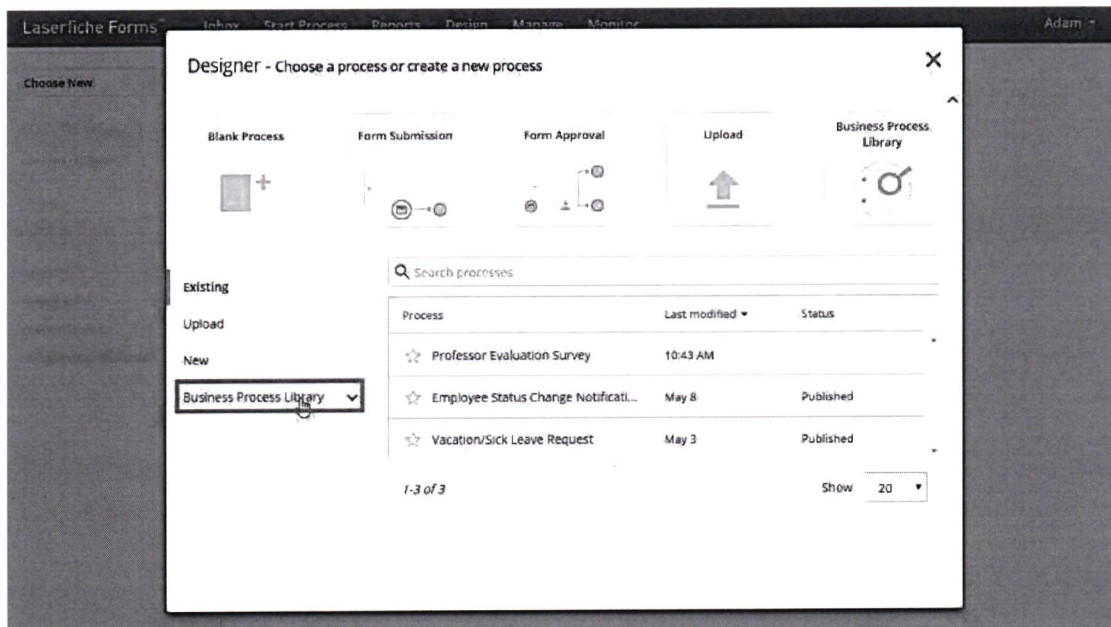 Laserfiche Forms Inbox Start Process Reports Design Manage Monitor Adam
Designer - Choose a process or create a new process
Choose New
Blank Process
Form Submission
Form Approval
Upload
Business Process
Library
Search processes
Existing
Upload
New
Business Process Library
Process Last modified Status
Professor Evaluation Survey 10:43 AM
Employee Status Change Notificati... May 8 Published
Vacation/Sick Leave Request May 3 Published
1-3 of 3 Show 20